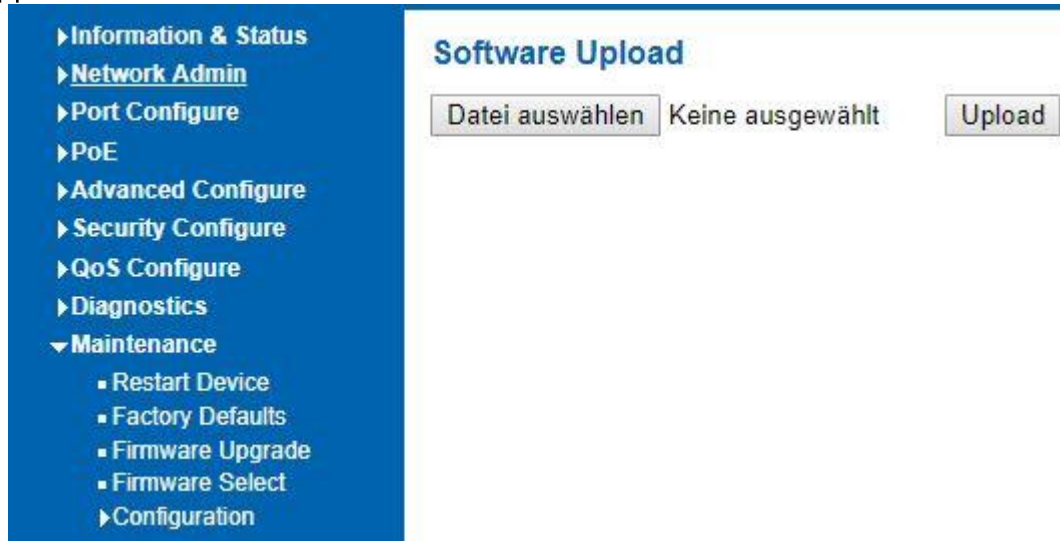 Information & Status
Network Admin
Port Configure
PoE
Advanced Configure
Security Configure
QoS Configure
Diagnostics
Maintenance
Restart Device
Factory Defaults
Firmware Upgrade
Firmware Select
Configuration
Software Upload
Datei auswählen Keine ausgewählt Upload